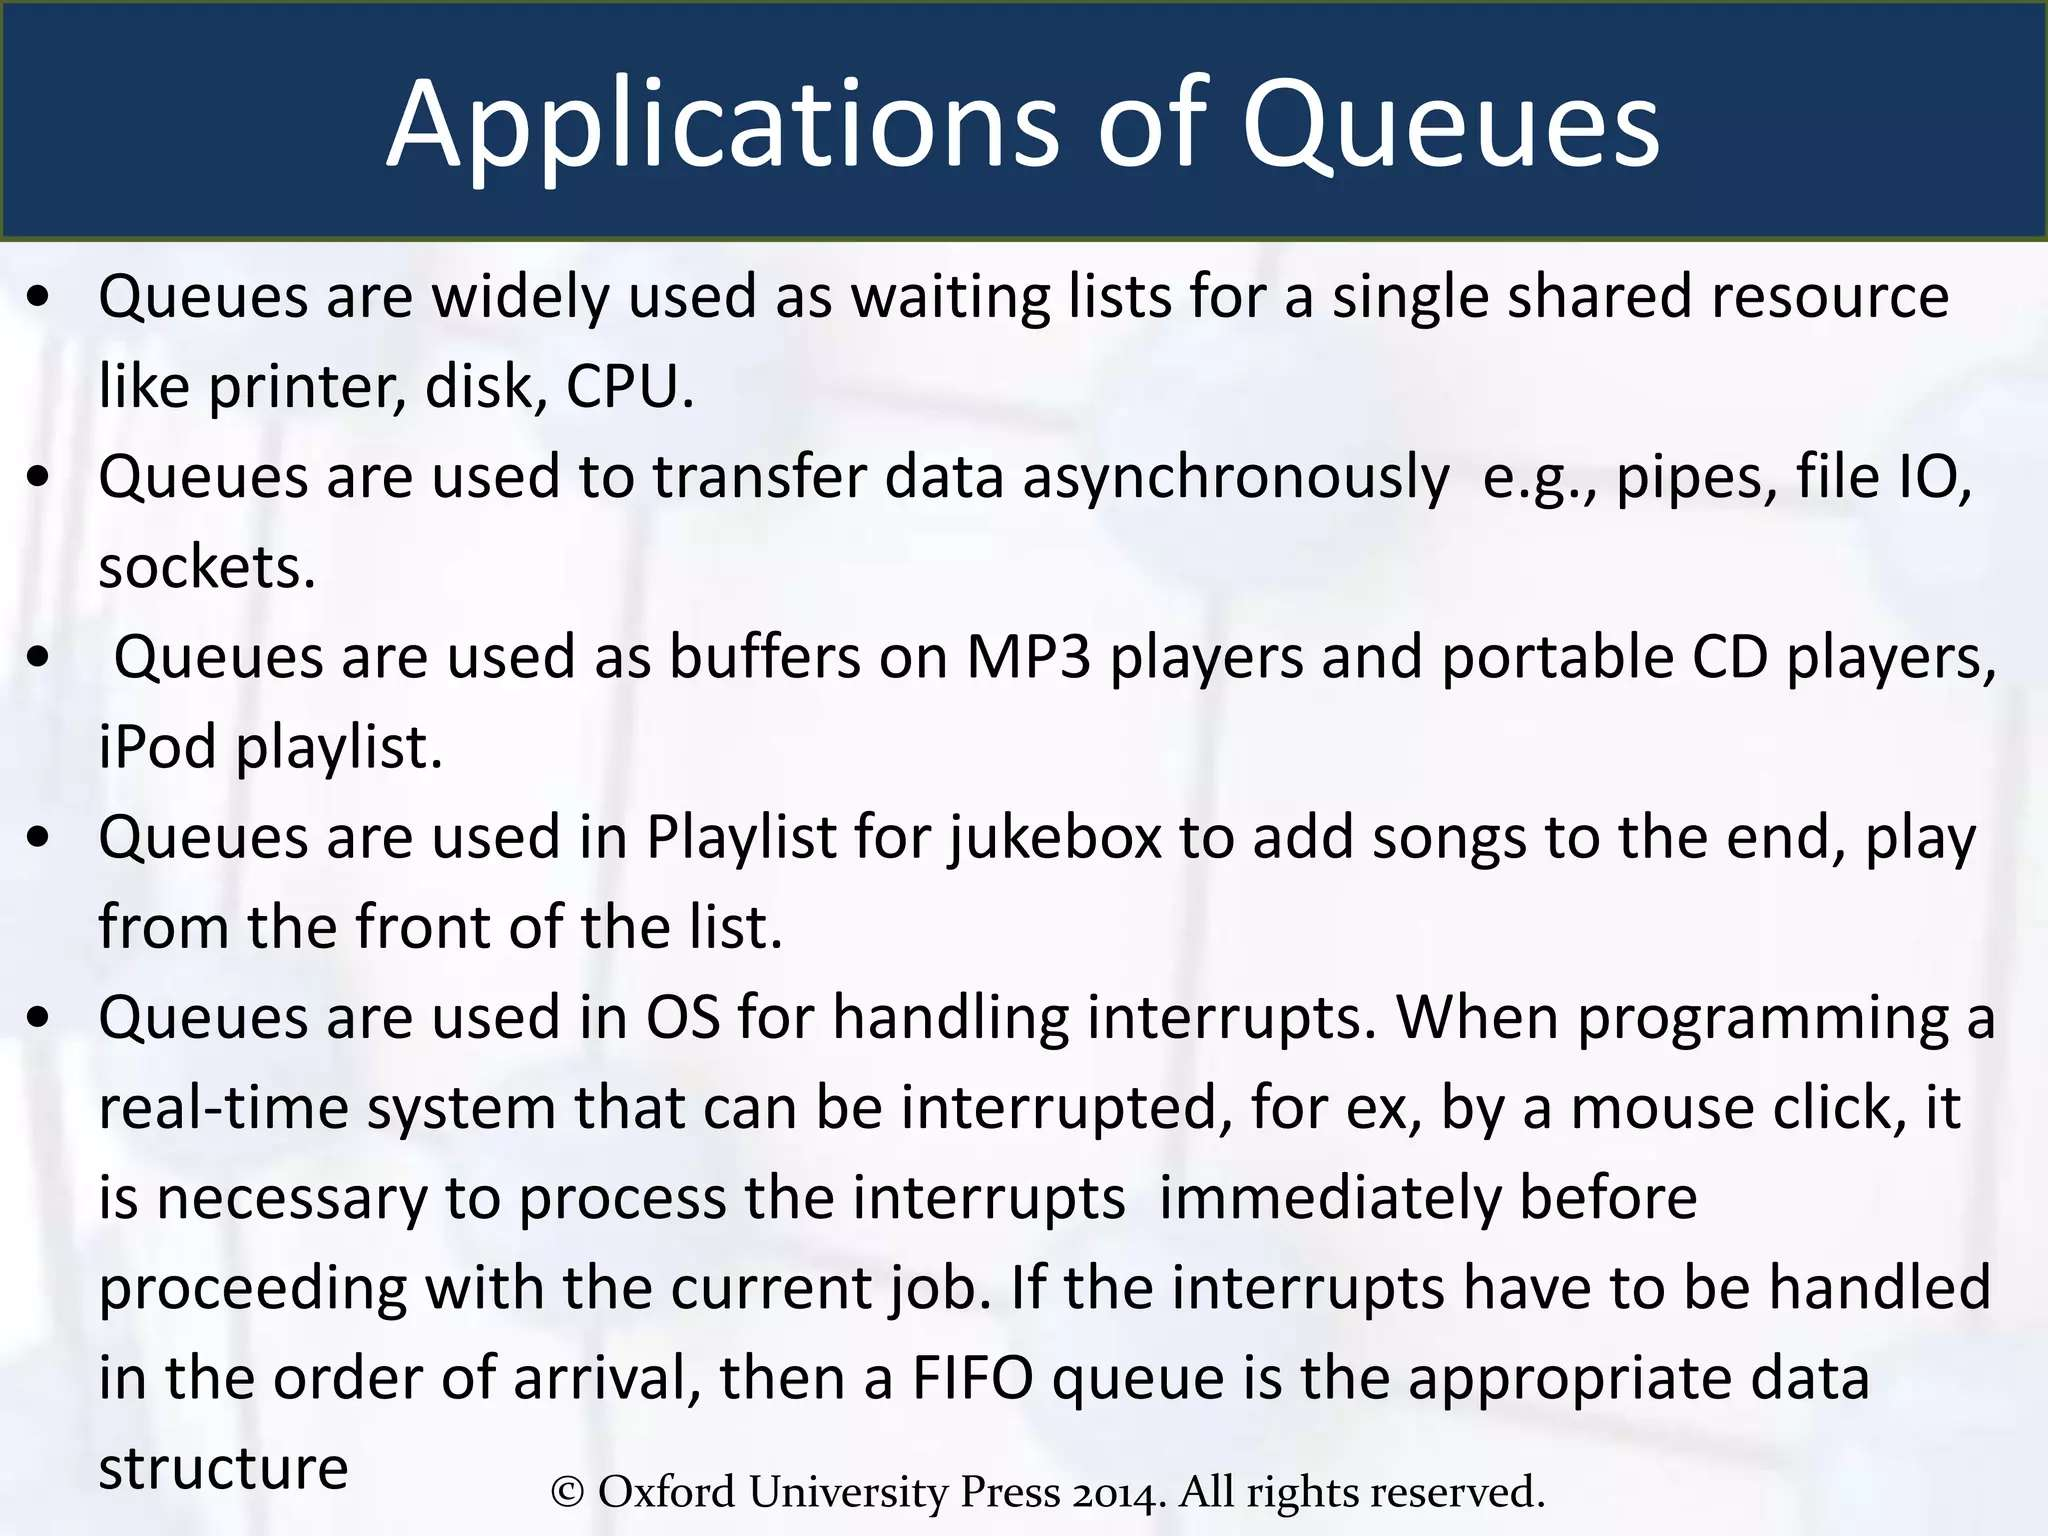 Applications of Queues
• Queues are widely used as waiting lists for a single shared resource
like printer, disk, CPU.
• Queues are used to transfer data asynchronously  e.g., pipes, file IO,
sockets.
•  Queues are used as buffers on MP3 players and portable CD players,
iPod playlist.
• Queues are used in Playlist for jukebox to add songs to the end, play
from the front of the list.
• Queues are used in OS for handling interrupts. When programming a
real-time system that can be interrupted, for ex, by a mouse click, it
is necessary to process the interrupts  immediately before
proceeding with the current job. If the interrupts have to be handled
in the order of arrival, then a FIFO queue is the appropriate data
structure
© Oxford University Press 2014. All rights reserved.